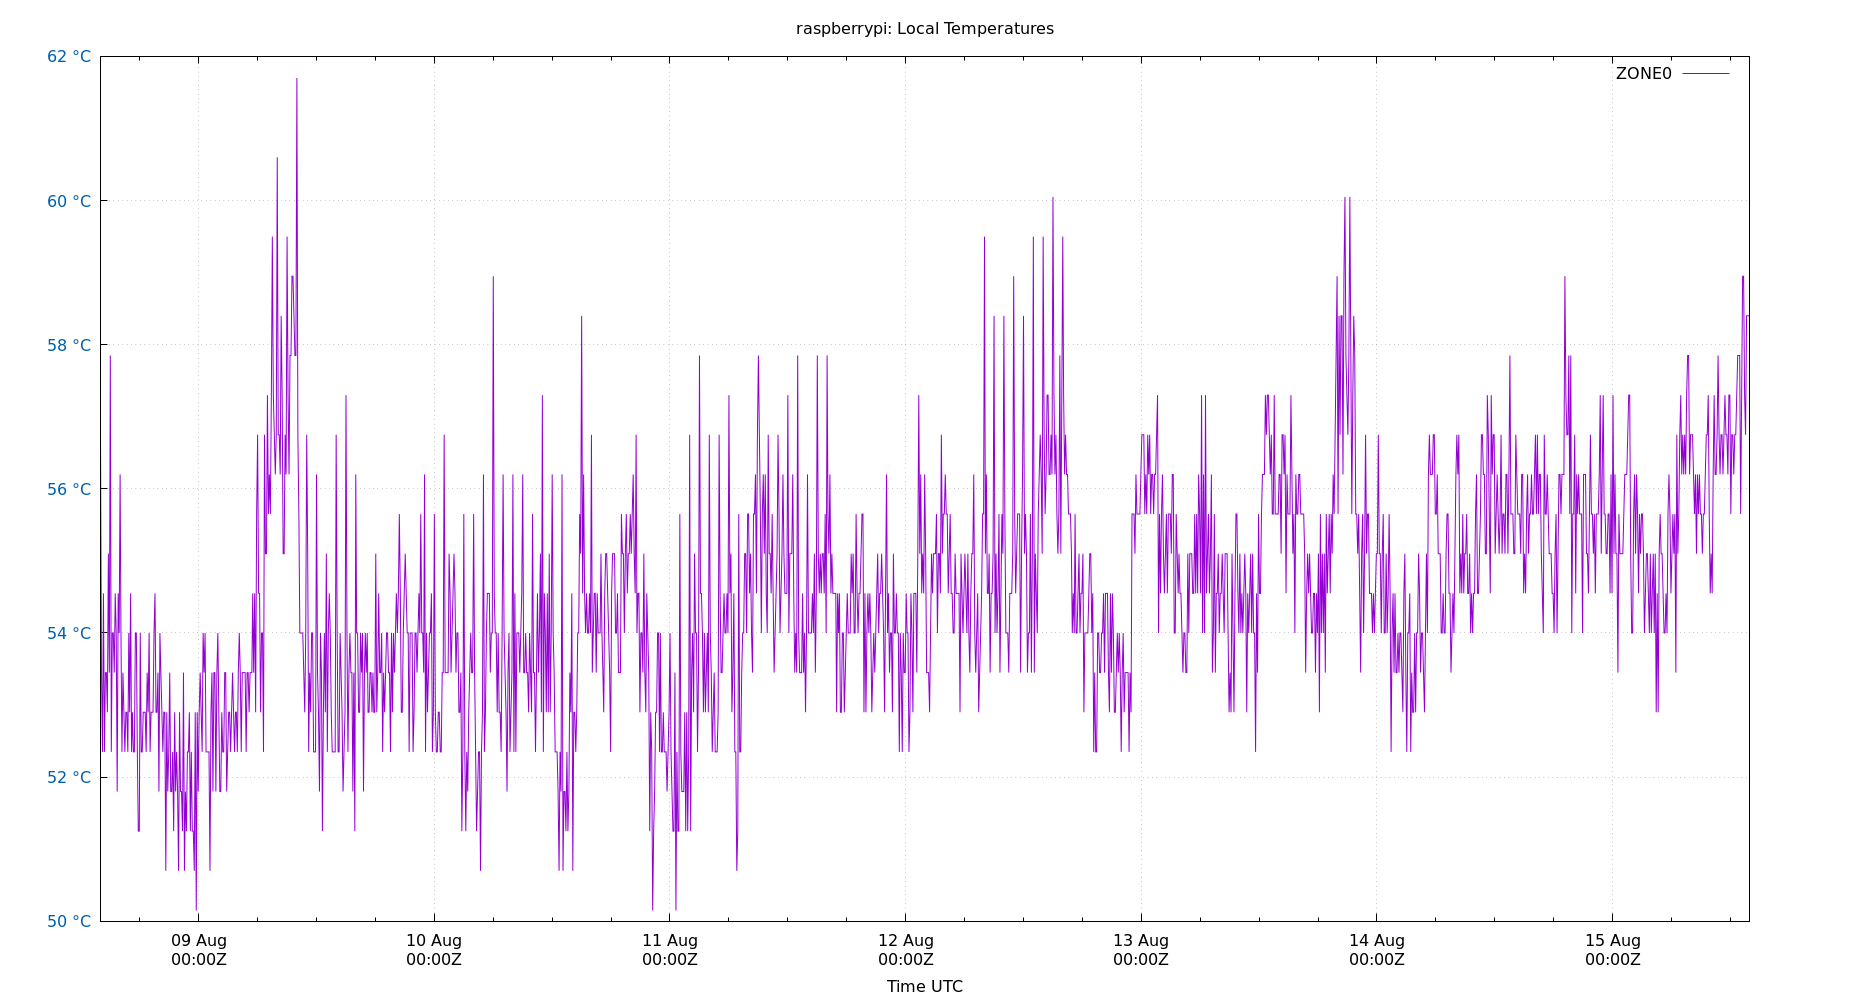 raspberrypi: Local Temperatures
62 °C
ZONE0
60 °C
58 °C
56 °C
54 °C
52 °C
50 °C
09 Aug 10 Aug 11 Aug 12 Aug 13 Aug 14 Aug 15 Aug
00:00Z 00:00Z 00:00Z 00:00Z 00:00Z 00:00Z 00:00Z
Time UTC